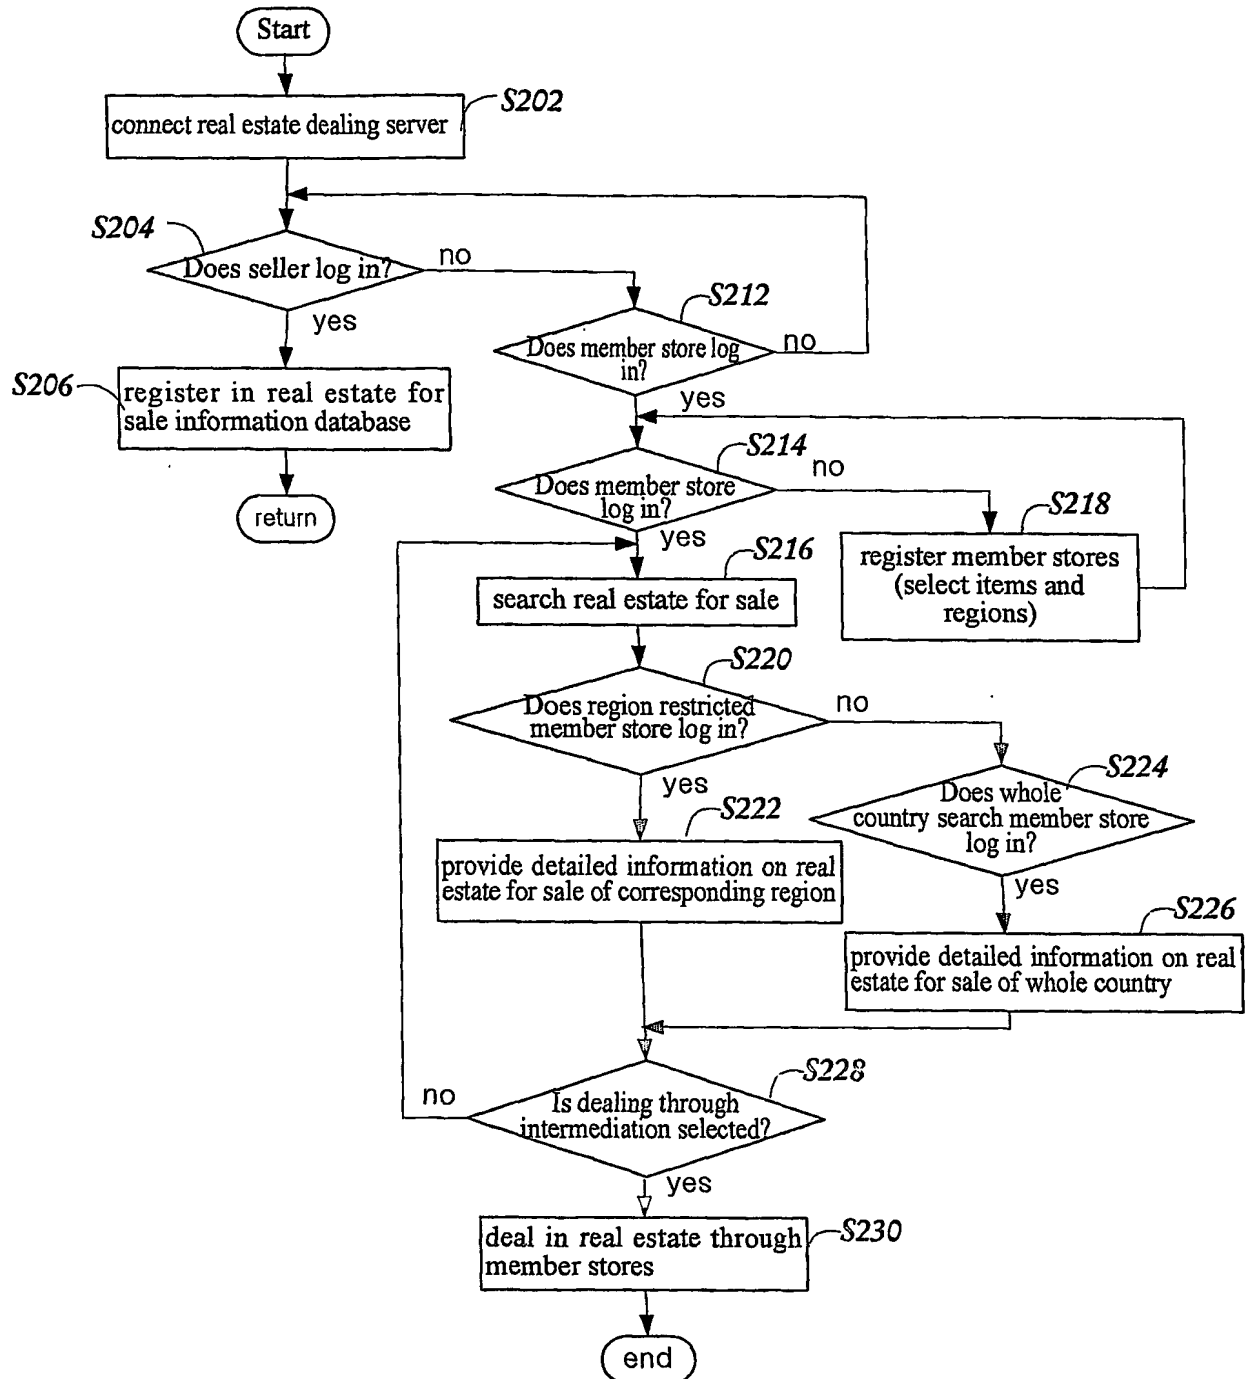 Start
S202
connect real estate dealing server
S204
Does seller log in?
no
yes
S212
Does member store log
in?
no
yes
S206
register in real estate for
sale information database
return
S214
Does member store
log in?
no
yes
S218
register member stores
(select items and
regions)
S216
search real estate for sale
S220
Does region restricted
member store log in?
no
yes
S224
Does whole
country search member store
log in?
yes
S222
provide detailed information on real
estate for sale of corresponding region
S226
provide detailed information on real
estate for sale of whole country
S228
Is dealing through
intermediation selected?
no
yes
S230
deal in real estate through
member stores
end